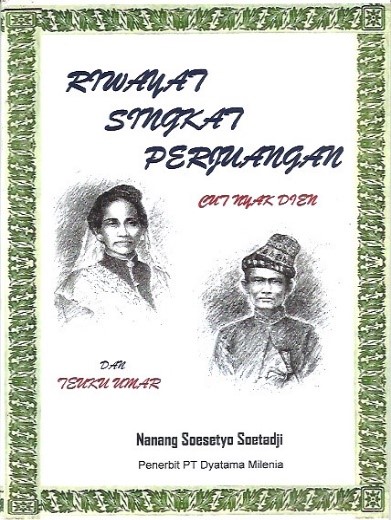 RIWAYAT
SINGKAT
PERJUANGAN
CUT NYAK DIEN
DAN
TEUKU UMAR
Nanang Soesetyo Soetadji
Penerbit PT Dyatama Milenia